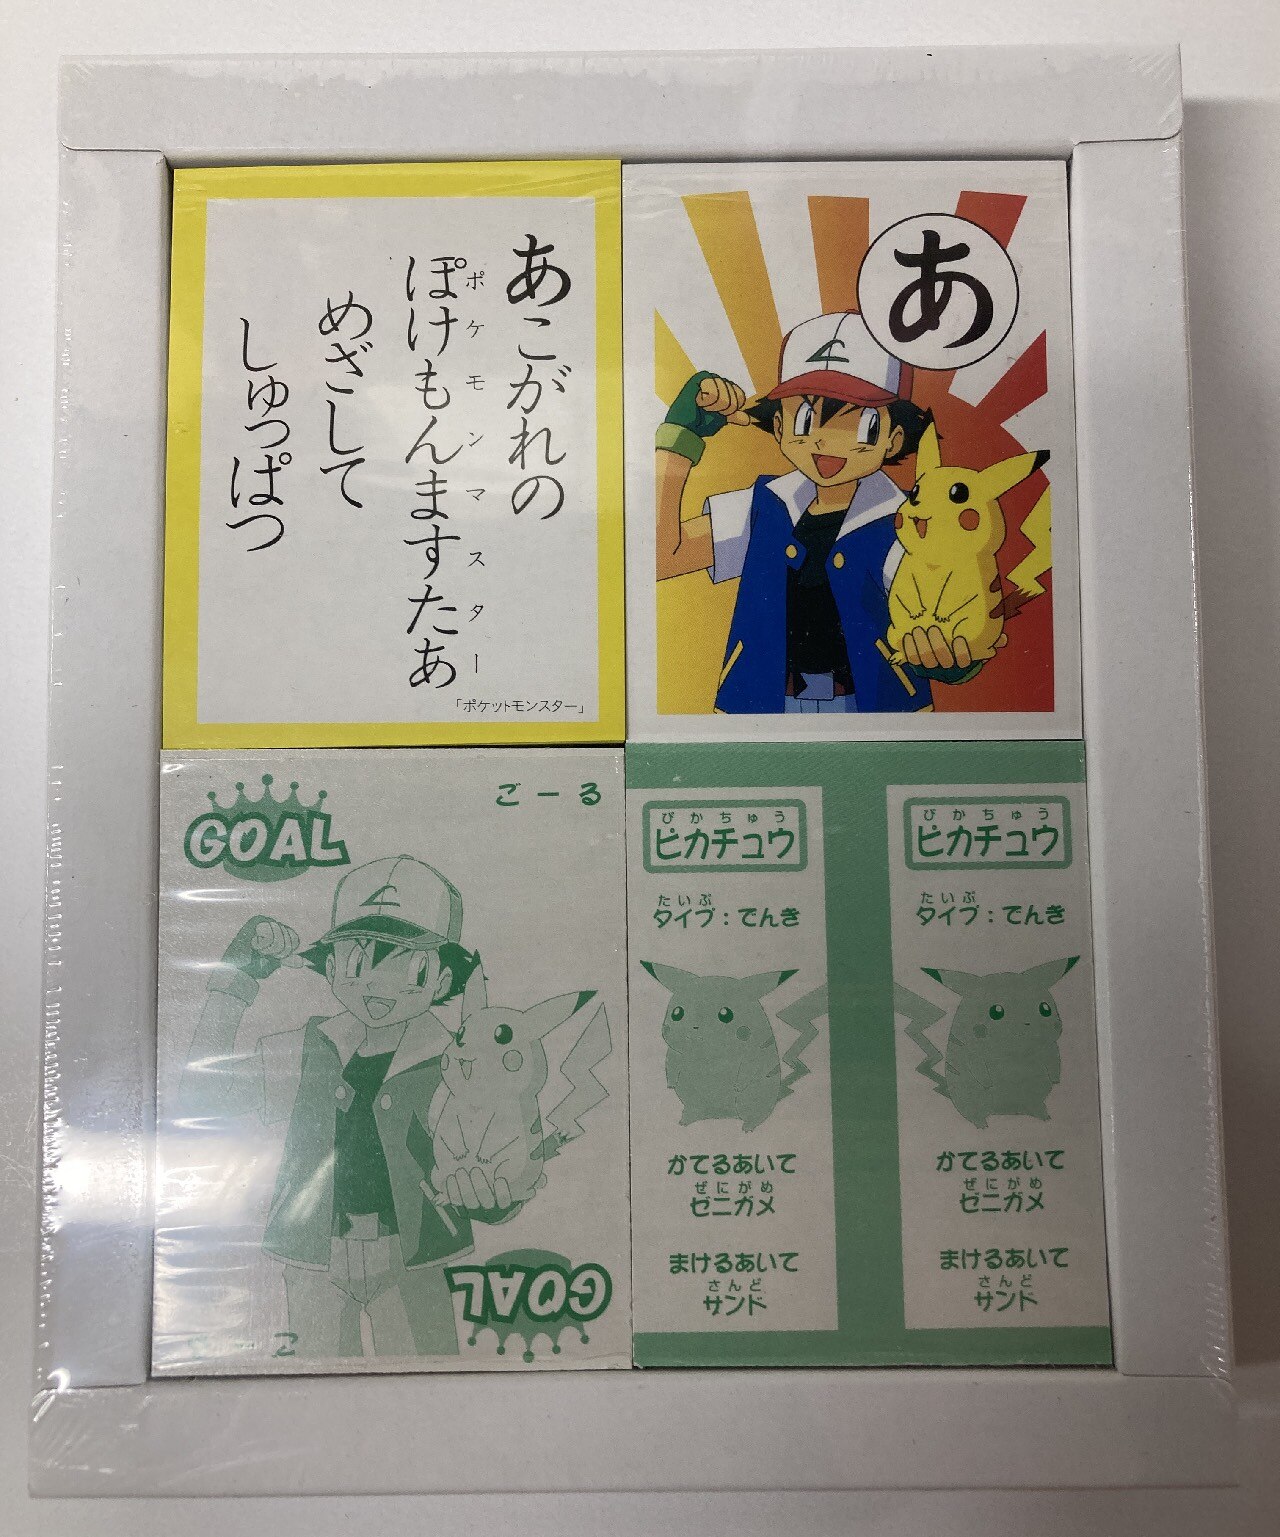 あこがれの
ぽけもんますたあ
ポケモンマスター
めざして
しゅっぱつ
「ポケットモンスター」
あ
GOAL
ごーる
GOAL
ぴかちゅう
ピカチュウ
たいぷ
タイプ：でんき
かてるあいて
ぜにがめ
ゼニガメ
まけるあいて
さんど
サンド
ぴかちゅう
ピカチュウ
たいぷ
タイプ：でんき
かてるあいて
ぜにがめ
ゼニガメ
まけるあいて
さんど
サンド